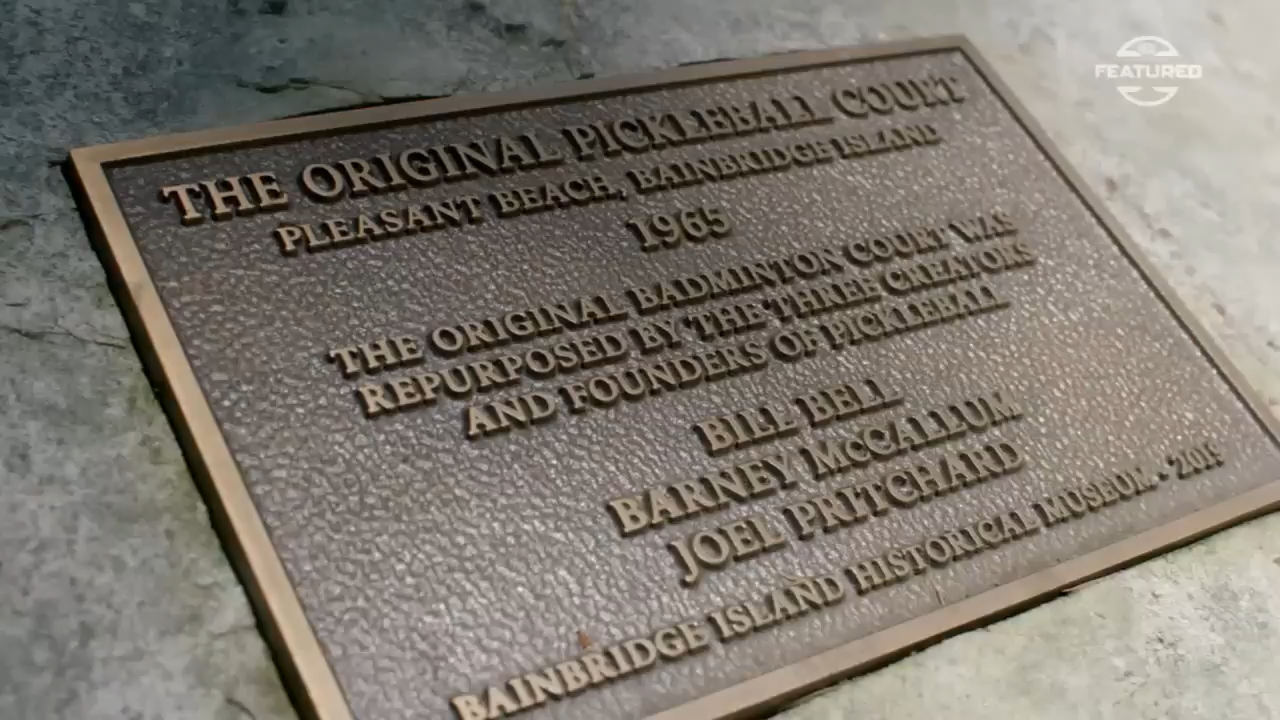 FEATURED
THE ORIGINAL PICKLEBALL COURT
PLEASANT BEACH, BAINBRIDGE ISLAND
1965
THE ORIGINAL BADMINTON COURT WAS
REPURPOSED BY THE THREE CREATORS
AND FOUNDERS OF PICKLEBALL
BILL BELL
BARNEY McCALLUM
JOEL PRITCHARD
BAINBRIDGE ISLAND HISTORICAL MUSEUM · 2019